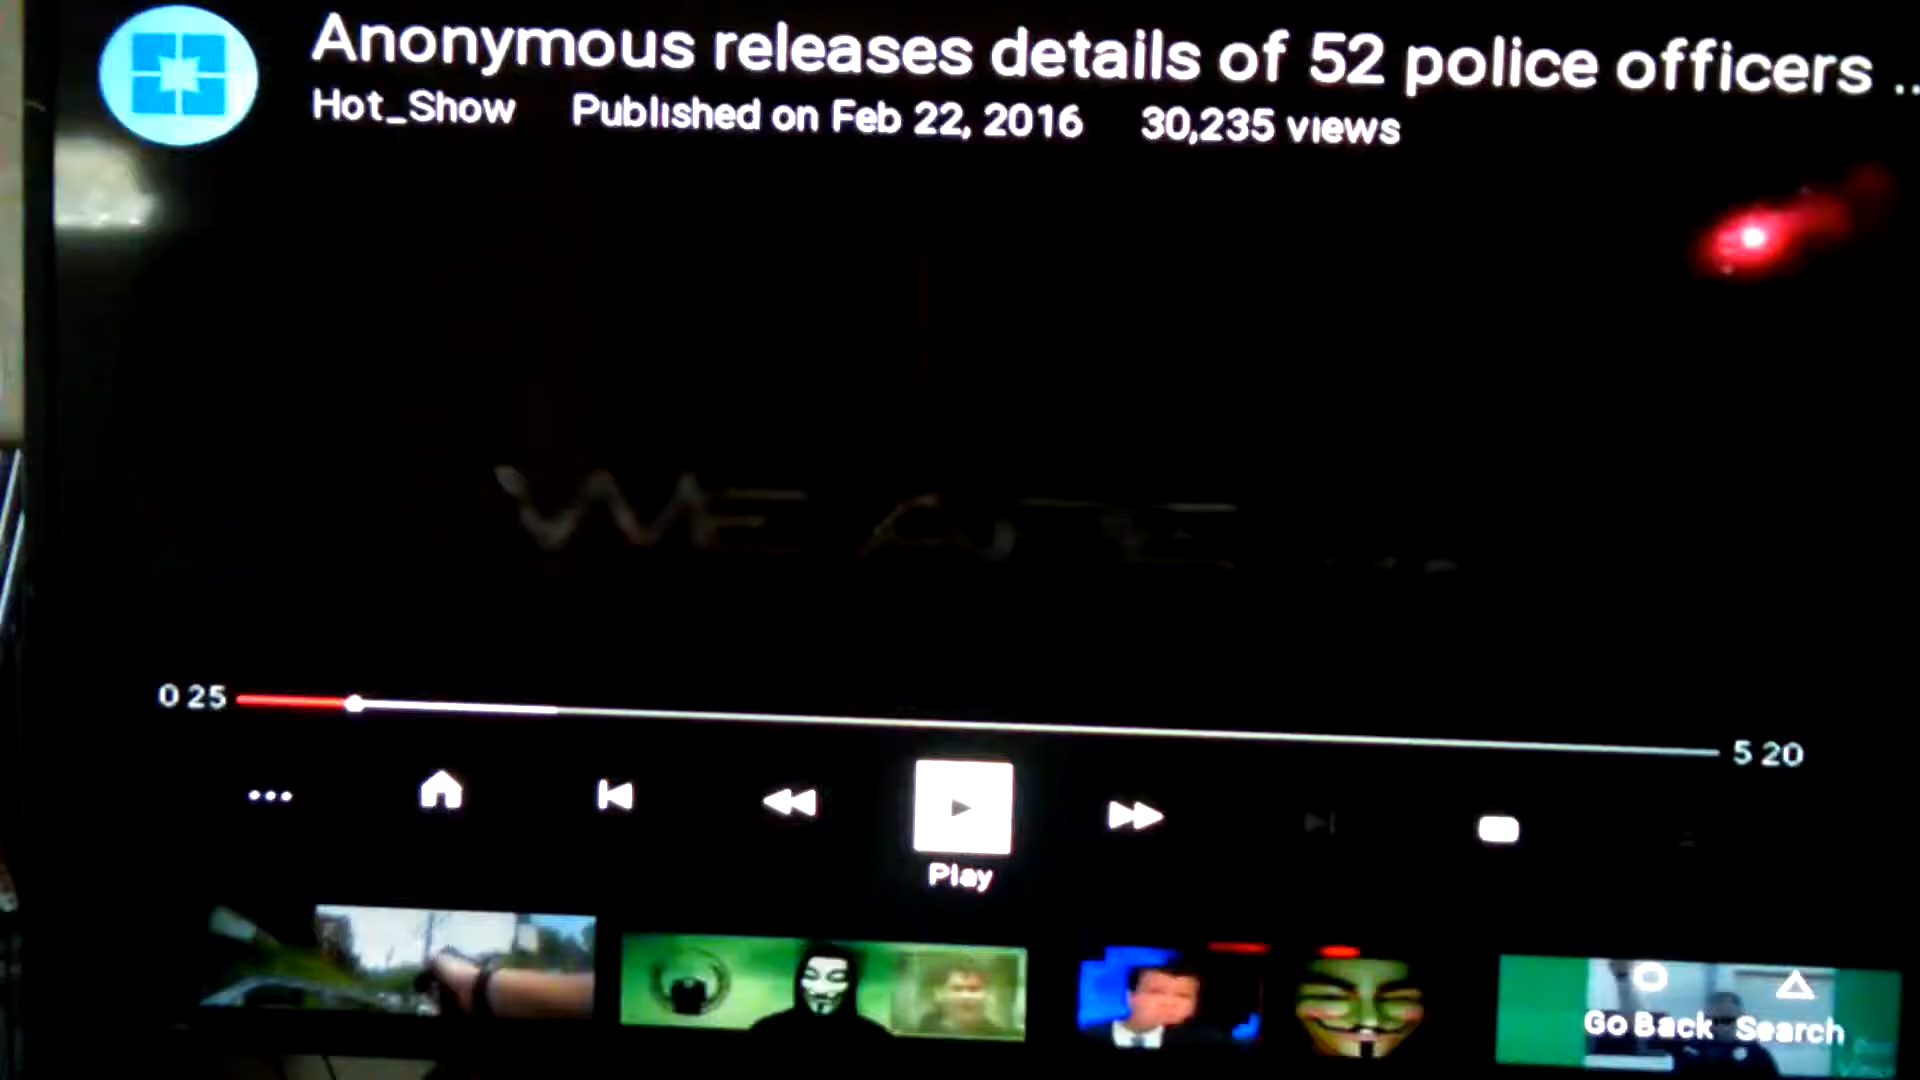 Anonymous releases details of 52 police officers ...
Hot_Show Published on Feb 22, 2016 30,235 views
WE ARE
0 25
5 20
Play
Go Back Search